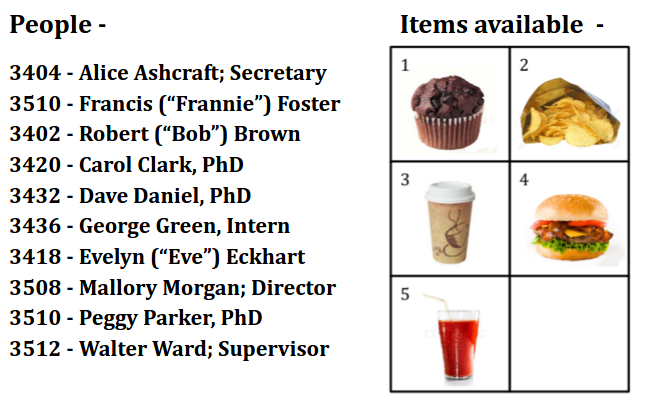 People -
3404 - Alice Ashcraft; Secretary
3510 - Francis (“Frannie”) Foster
3402 - Robert (“Bob”) Brown
3420 - Carol Clark, PhD
3432 - Dave Daniel, PhD
3436 - George Green, Intern
3418 - Evelyn (“Eve”) Eckhart
3508 - Mallory Morgan; Director
3510 - Peggy Parker, PhD
3512 - Walter Ward; Supervisor
Items available -
1
2
3
4
5